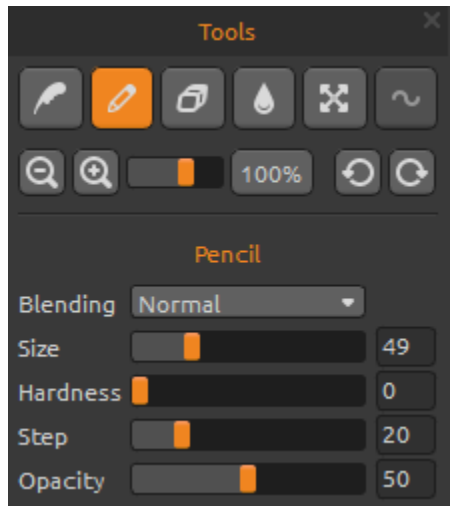 Tools
100%
Pencil
Blending Normal
Size 49
Hardness 0
Step 20
Opacity 50